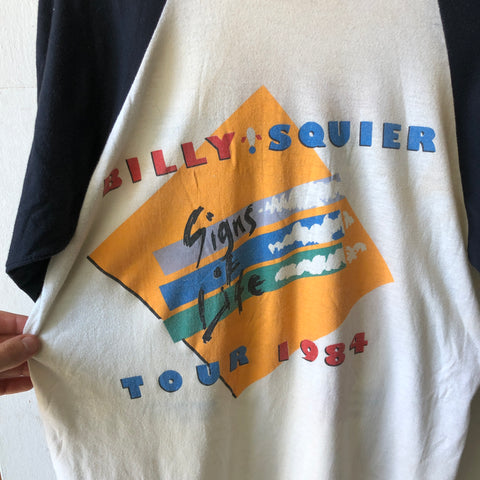 BILLY SQUIER
Signs
of
Life
TOUR 1984